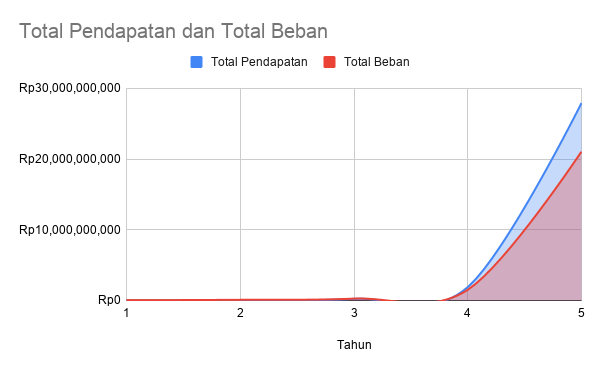 Total Pendapatan dan Total Beban
Total Pendapatan Total Beban
Rp30,000,000,000
Rp20,000,000,000
Rp10,000,000,000
Rp0
1 2 3 4 5
Tahun